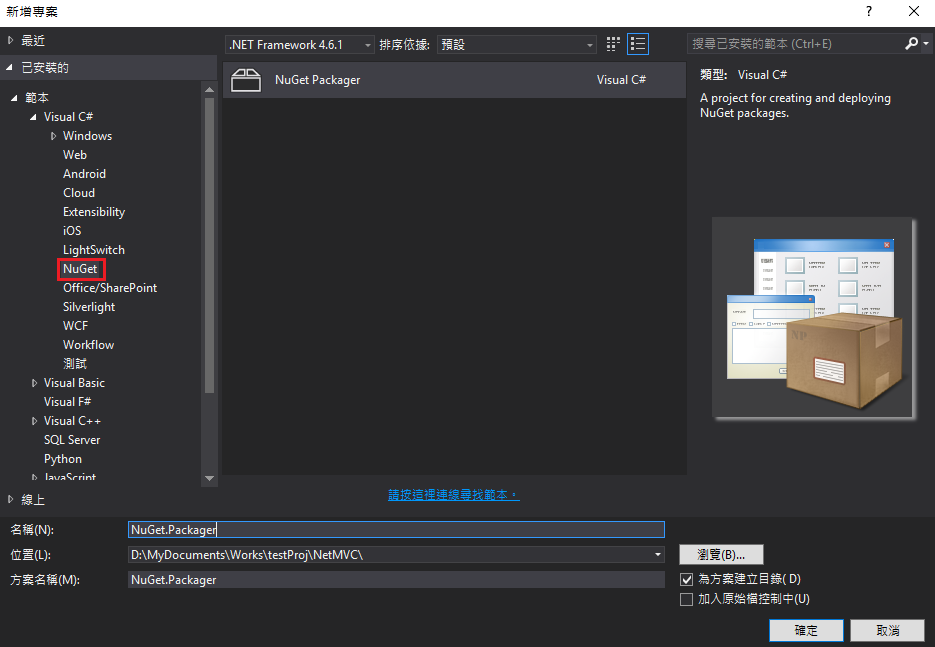 新增專案
?
最近
.NET Framework 4.6.1
排序依據:
預設
搜尋已安裝的範本 (Ctrl+E)
已安裝的
範本
Visual C#
Windows
Web
Android
Cloud
Extensibility
iOS
LightSwitch
NuGet
Office/SharePoint
Silverlight
WCF
Workflow
測試
Visual Basic
Visual F#
Visual C++
SQL Server
Python
JavaScript
線上
NuGet Packager
Visual C#
請按這裡連線尋找範本。
類型: Visual C#
A project for creating and deploying
NuGet packages.
NP
名稱(N):
NuGet.Packager
位置(L):
D:\MyDocuments\Works\testProj\NetMVC\
瀏覽(B)...
方案名稱(M):
NuGet.Packager
為方案建立目錄( D)
加入原始檔控制中(U)
確定
取消